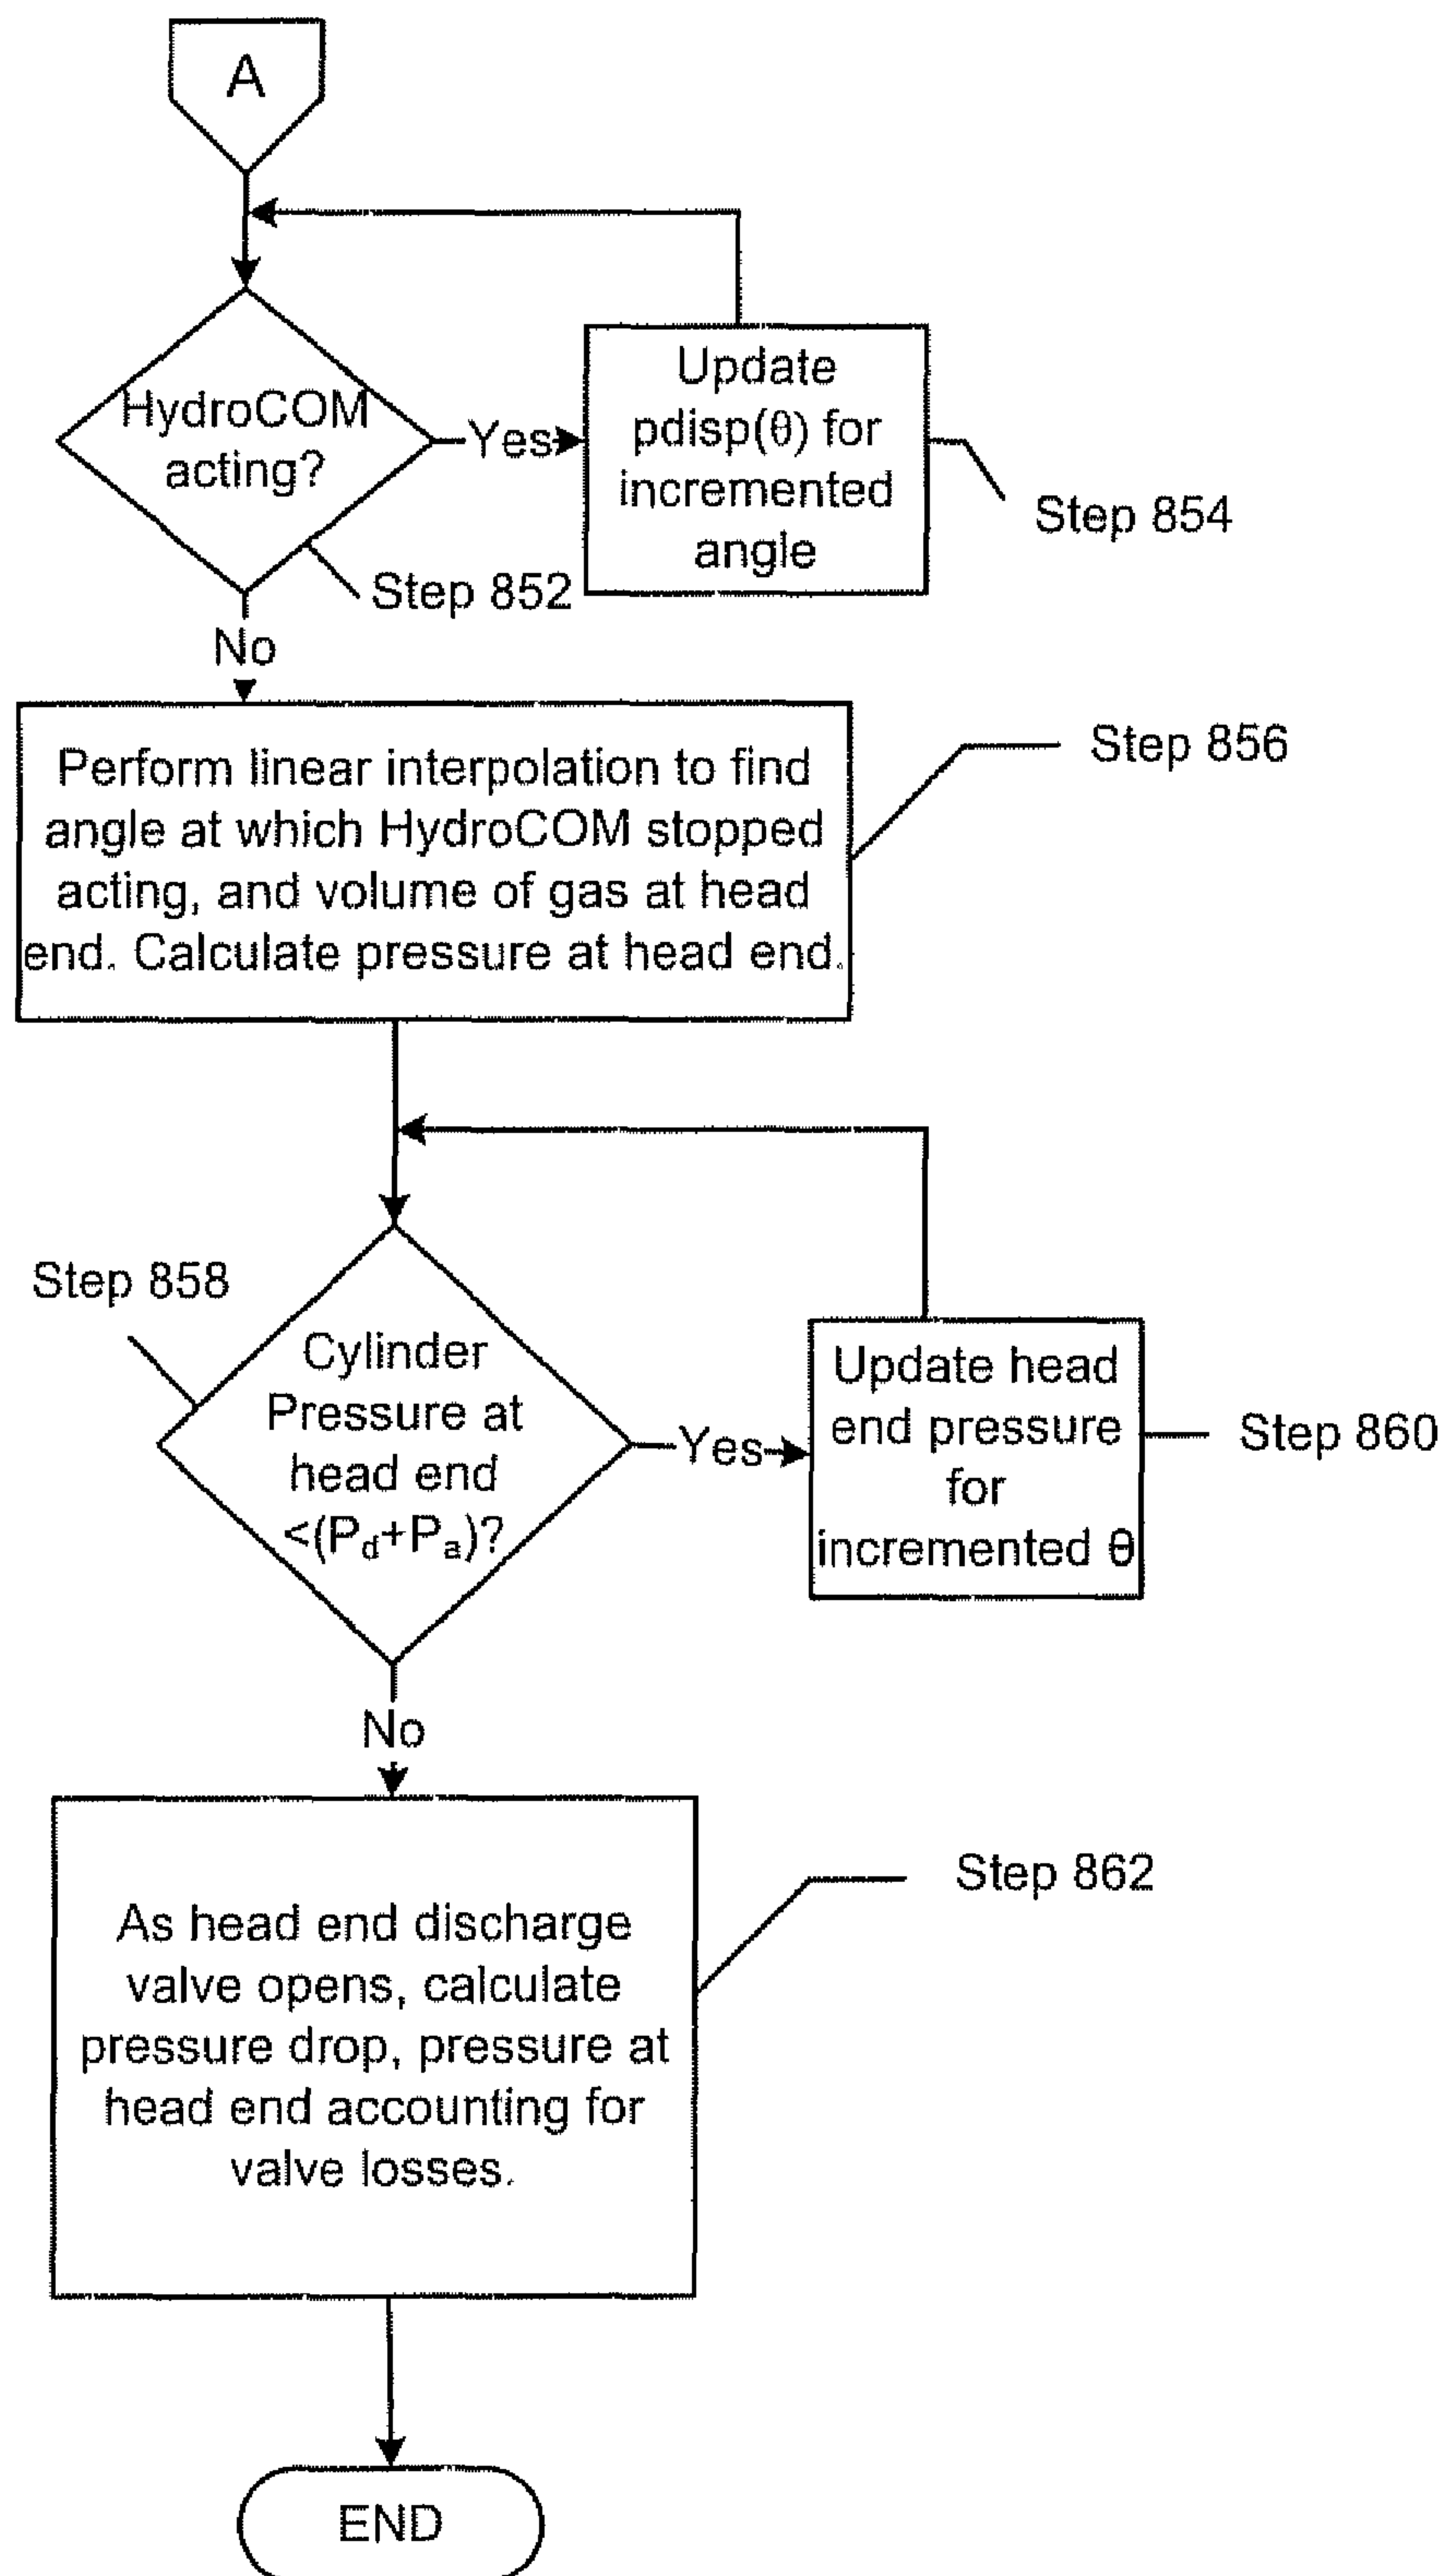 A
HydroCOM
acting?
Yes
Update
pdisp(θ) for
incremented
angle
Step 854
Step 852
No
Perform linear interpolation to find
angle at which HydroCOM stopped
acting, and volume of gas at head
end. Calculate pressure at head end.
Step 856
Step 858
Cylinder
Pressure at
head end
<(Pd+Pa)?
Yes
Update head
end pressure
for
incremented θ
Step 860
No
As head end discharge
valve opens, calculate
pressure drop, pressure at
head end accounting for
valve losses.
Step 862
END